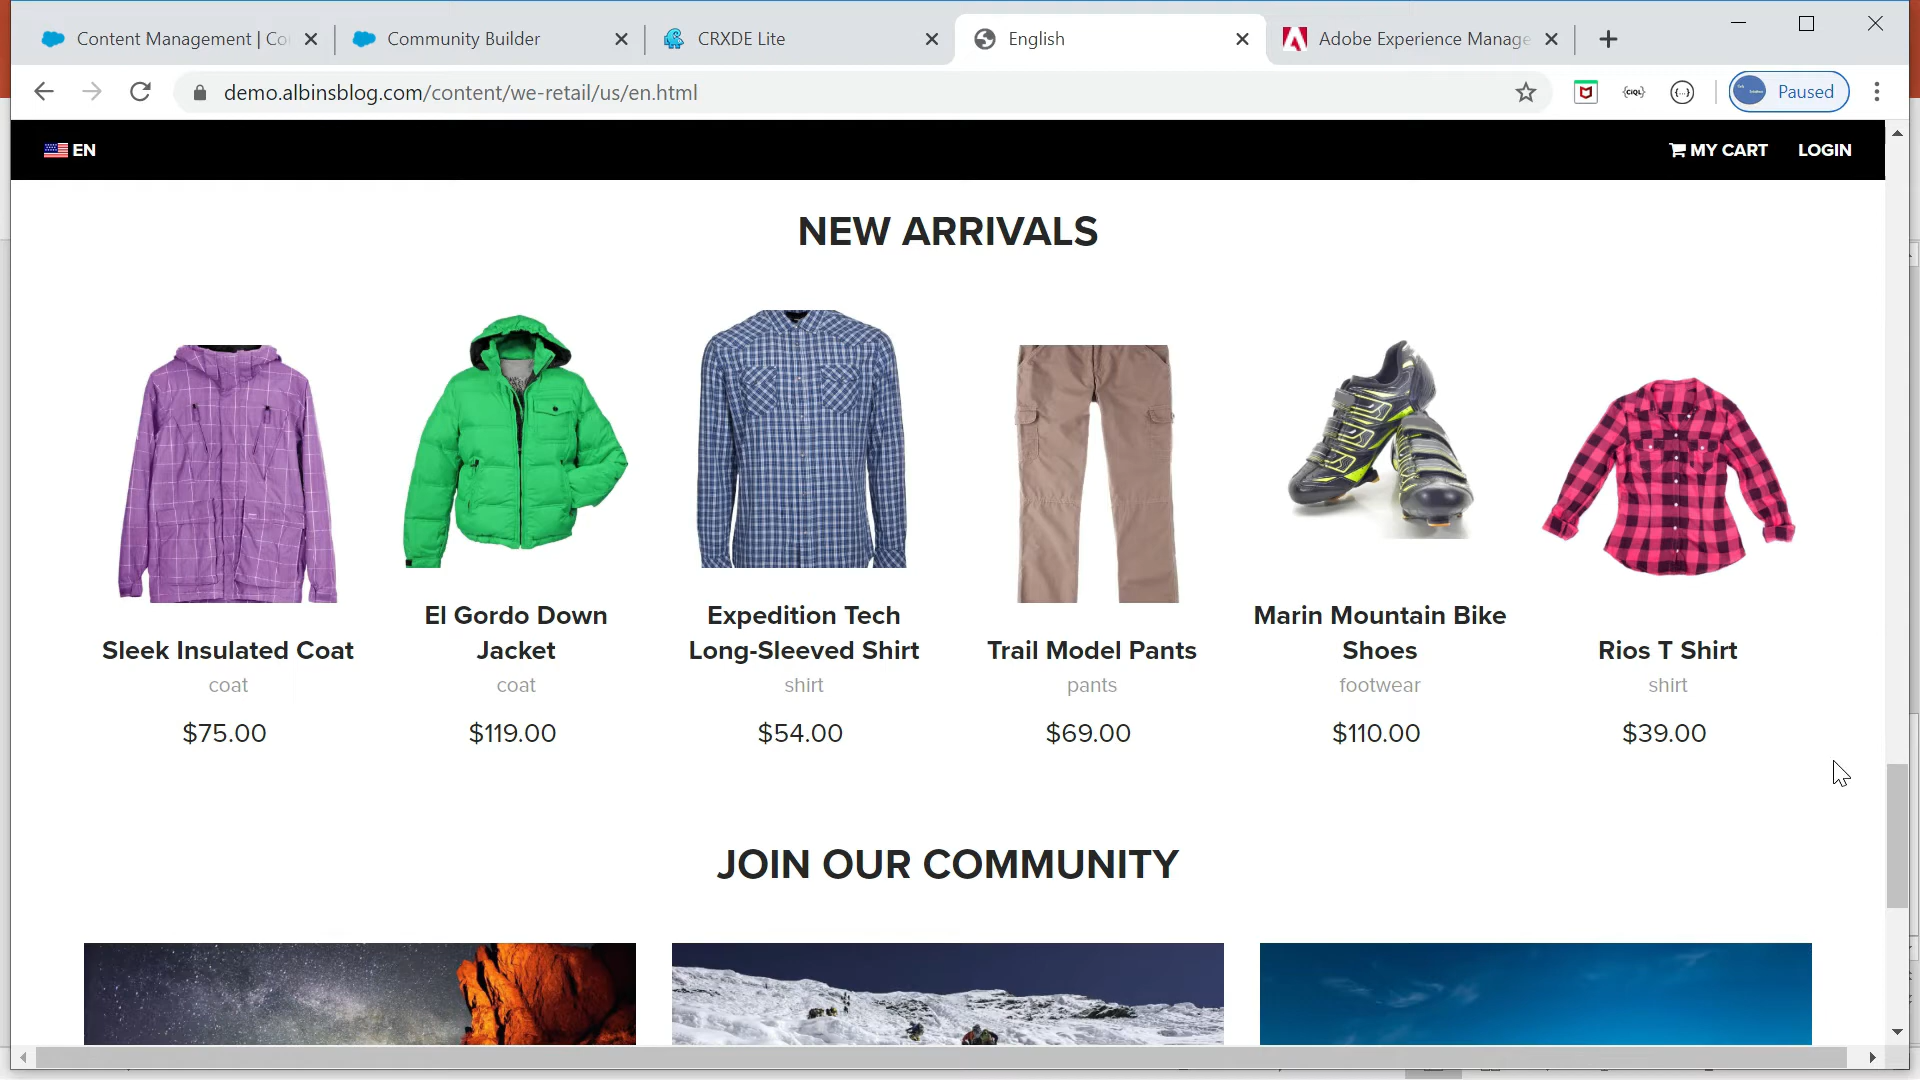 Content Management | Co
Community Builder
CRXDE Lite
English
Adobe Experience Manage
demo.albinsblog.com/content/we-retail/us/en.html
{CIQL}
{...}
Paused
EN
MY CART
LOGIN
NEW ARRIVALS
Sleek Insulated Coat
coat
$75.00
El Gordo Down
Jacket
coat
$119.00
Expedition Tech
Long-Sleeved Shirt
shirt
$54.00
Trail Model Pants
pants
$69.00
Marin Mountain Bike
Shoes
footwear
$110.00
Rios T Shirt
shirt
$39.00
JOIN OUR COMMUNITY